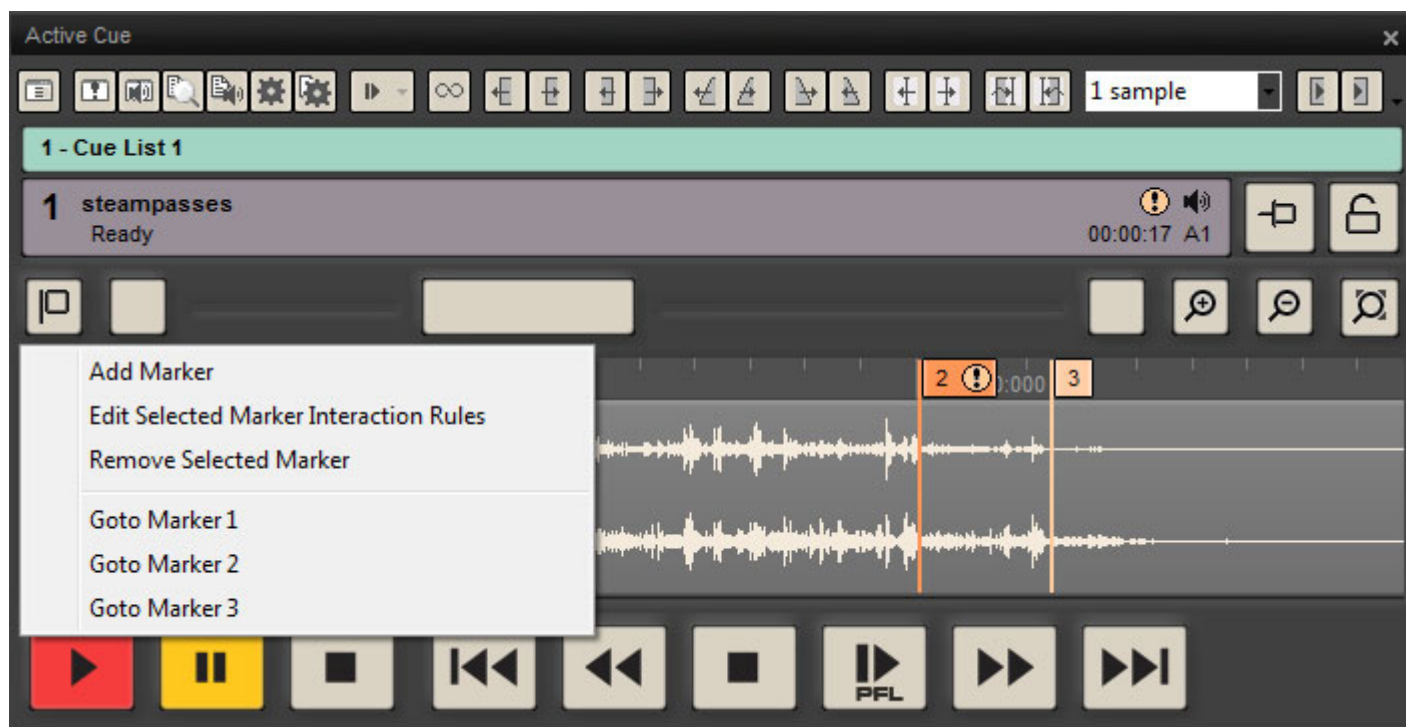 Active Cue
1 sample
1 - Cue List 1
1 steampasses
Ready
00:00:17 A1
Add Marker
Edit Selected Marker Interaction Rules
Remove Selected Marker
Goto Marker 1
Goto Marker 2
Goto Marker 3
2 :000 3
PFL